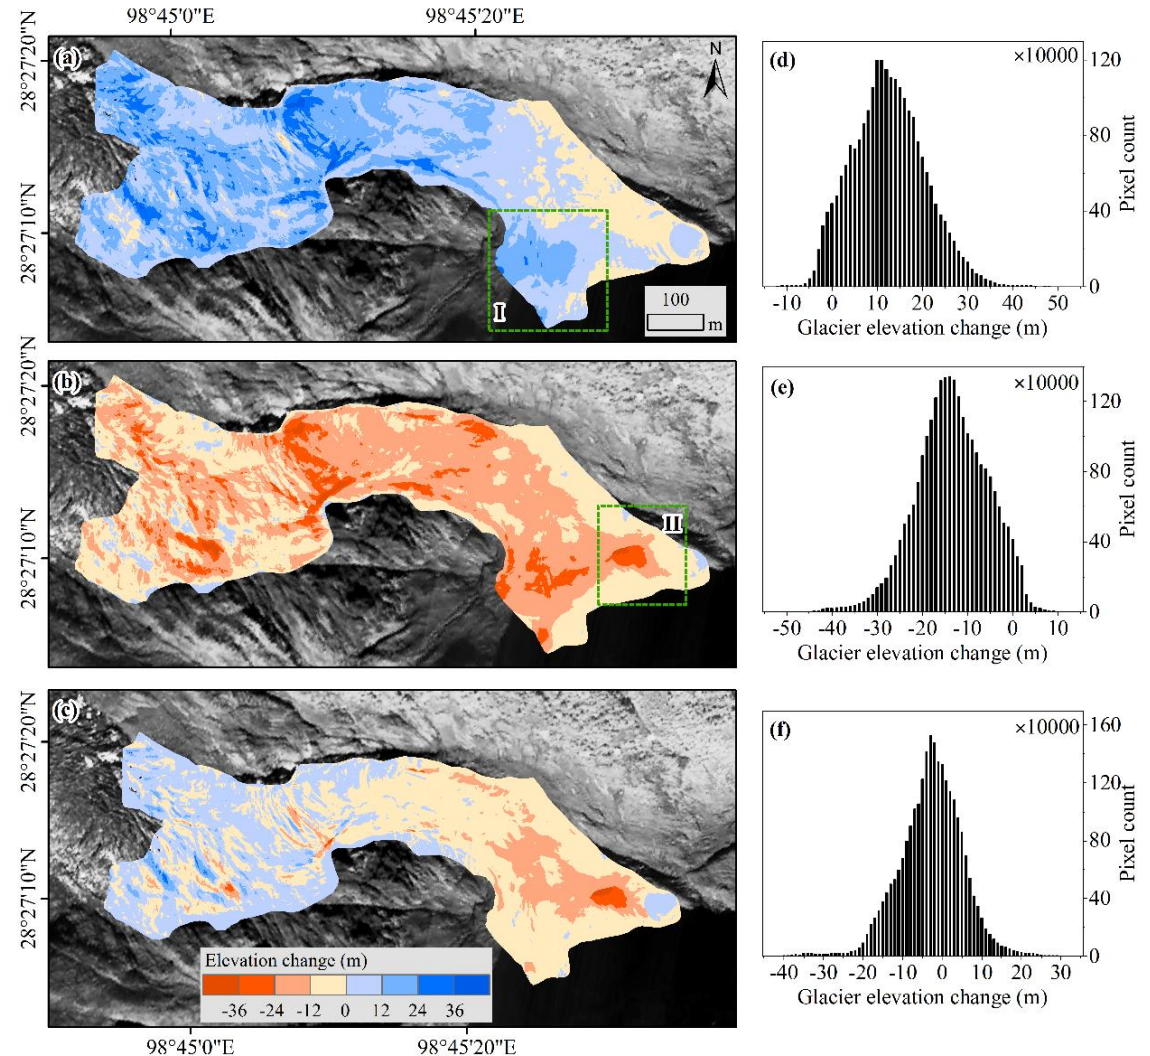 98°45'0"E 98°45'20"E
28°27'20"N
28°27'10"N
(a)
N
I
100
m
(d)
×10000
120
80
40
0
Pixel count
-10 0 10 20 30 40 50
Glacier elevation change (m)
28°27'20"N
28°27'10"N
(b)
II
(e)
×10000
120
80
40
0
Pixel count
-50 -40 -30 -20 -10 0 10
Glacier elevation change (m)
28°27'20"N
28°27'10"N
(c)
Elevation change (m)
-36 -24 -12 0 12 24 36
98°45'0"E 98°45'20"E
(f)
×10000
160
120
80
40
0
Pixel count
-40 -30 -20 -10 0 10 20 30
Glacier elevation change (m)